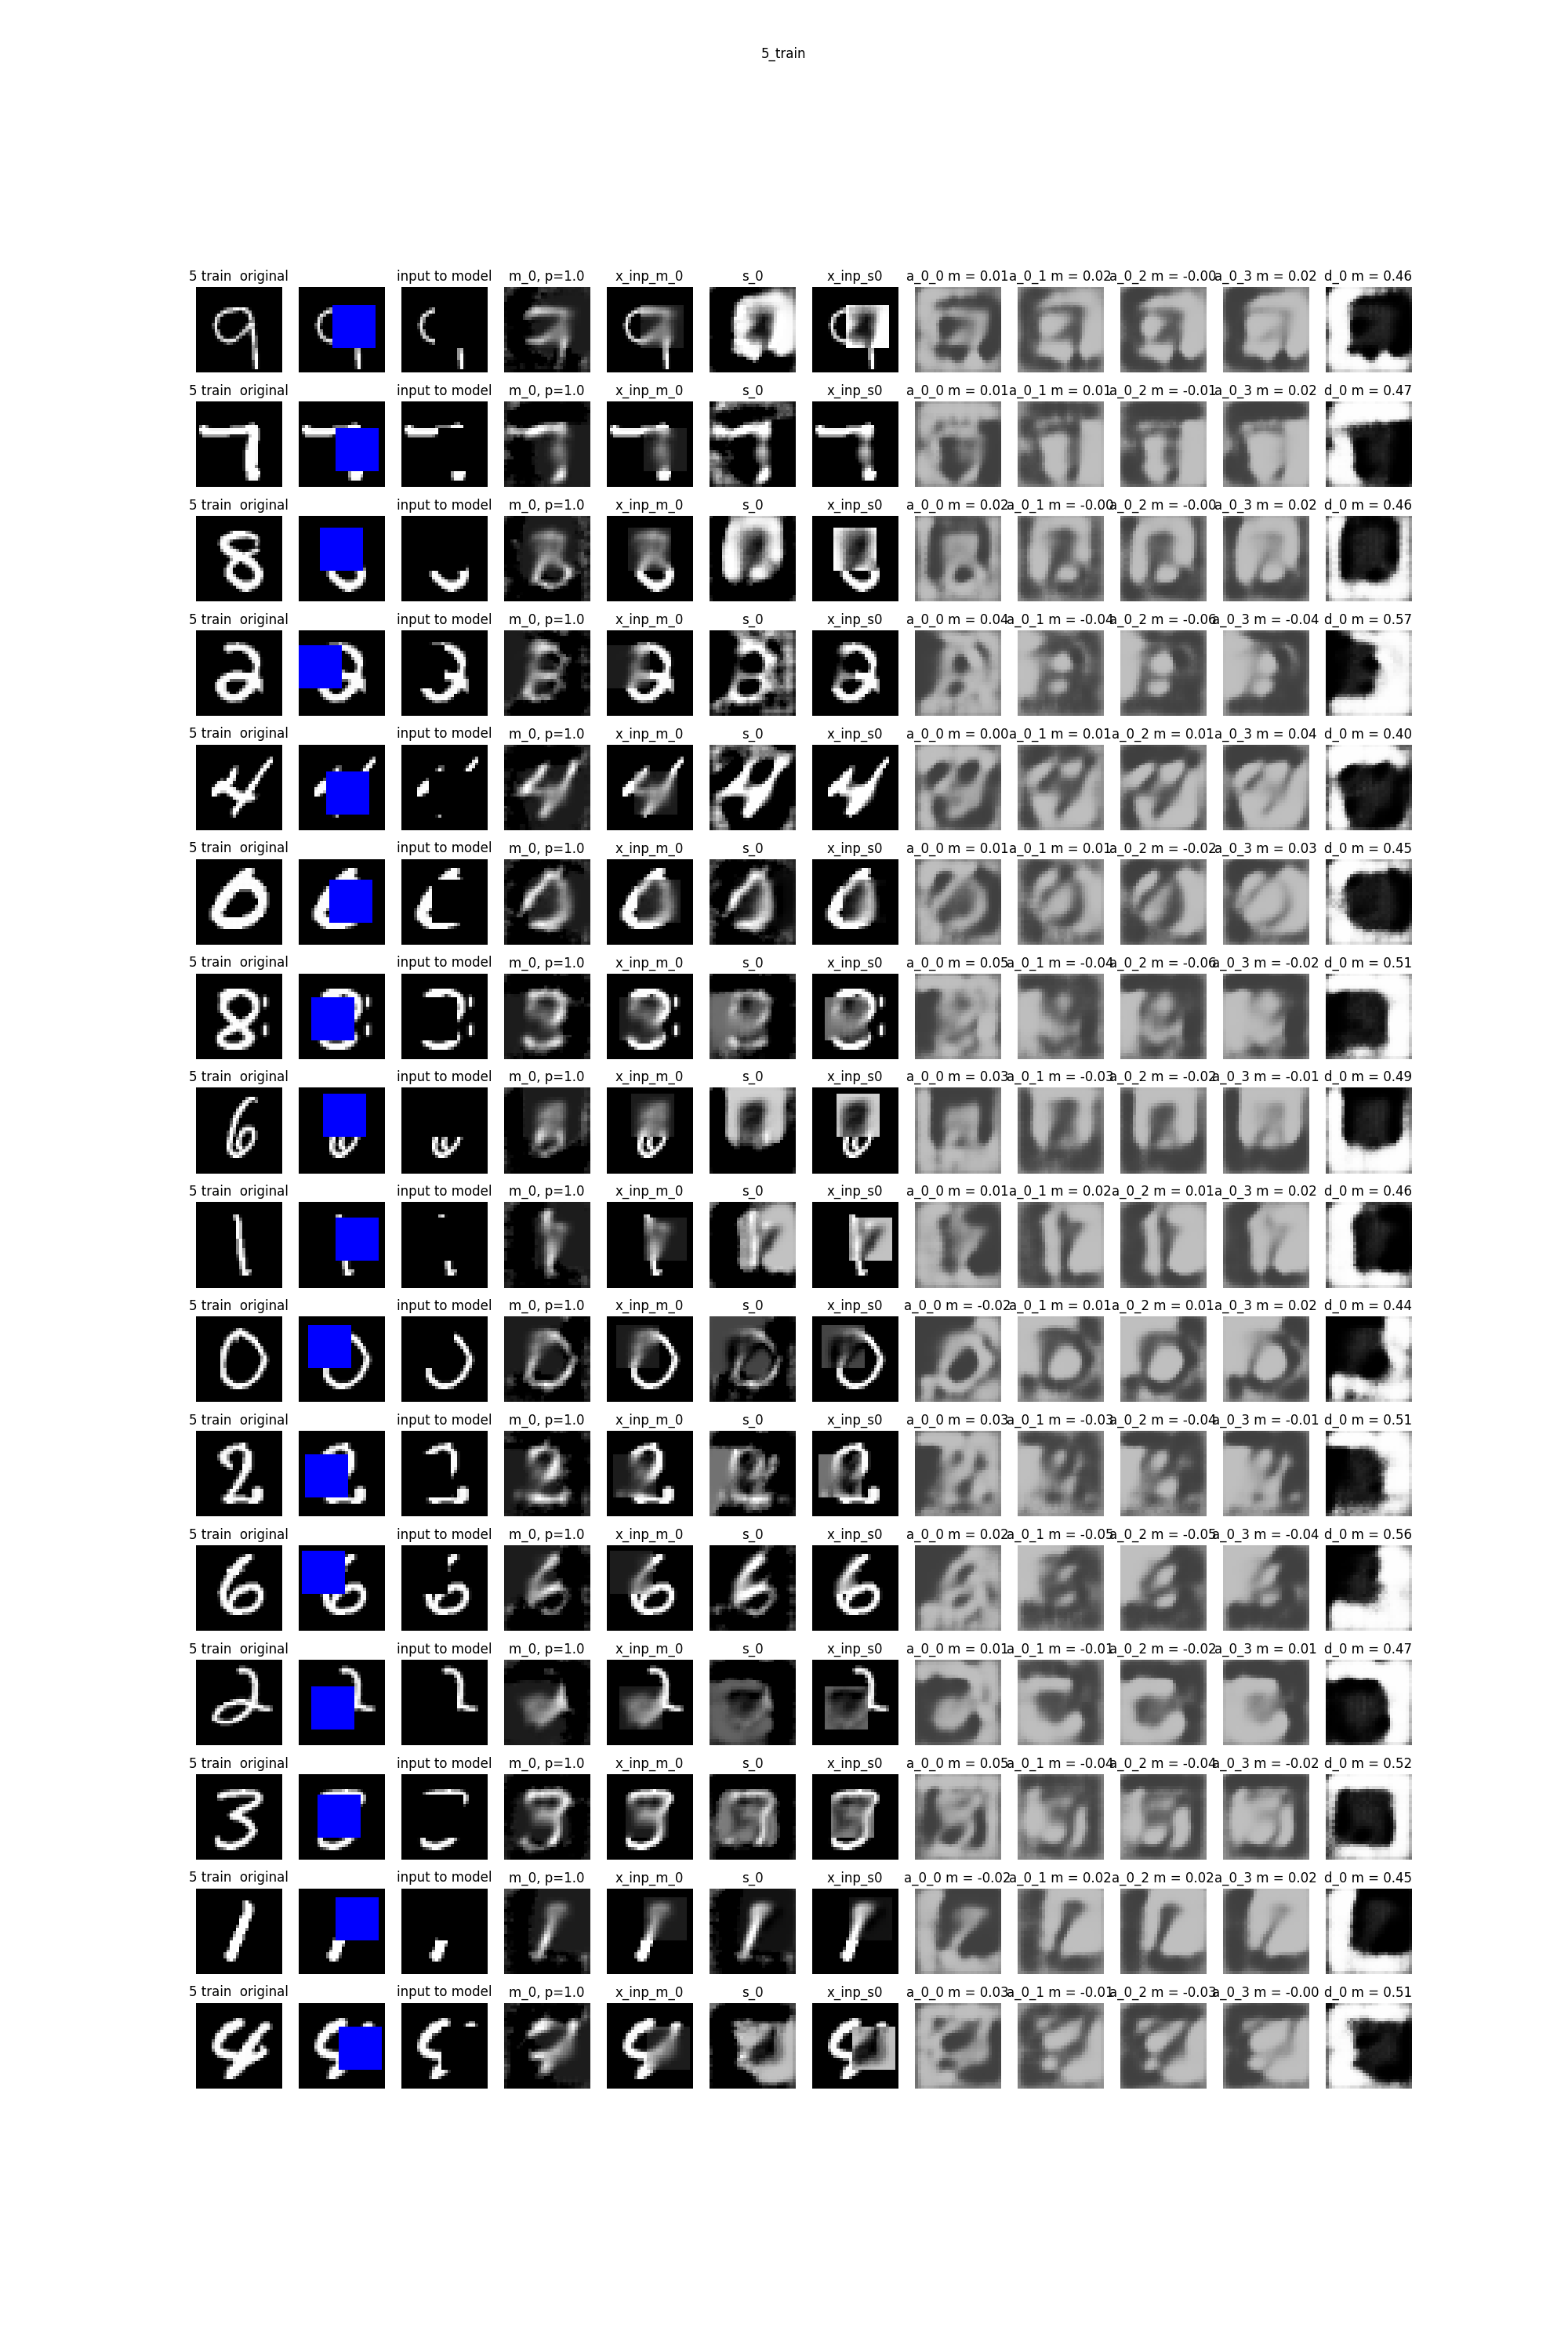 5_train
5 train original input to model m_0, p=1.0 x_inp_m_0 s_0 x_inp_s0 a_0_0 m = 0.01 a_0_1 m = 0.02 a_0_2 m = -0.00 a_0_3 m = 0.02 d_0 m = 0.46
5 train original input to model m_0, p=1.0 x_inp_m_0 s_0 x_inp_s0 a_0_0 m = 0.01 a_0_1 m = 0.01 a_0_2 m = -0.01 a_0_3 m = 0.02 d_0 m = 0.47
5 train original input to model m_0, p=1.0 x_inp_m_0 s_0 x_inp_s0 a_0_0 m = 0.02 a_0_1 m = -0.00 a_0_2 m = -0.00 a_0_3 m = 0.02 d_0 m = 0.46
5 train original input to model m_0, p=1.0 x_inp_m_0 s_0 x_inp_s0 a_0_0 m = 0.04 a_0_1 m = -0.04 a_0_2 m = -0.06 a_0_3 m = -0.04 d_0 m = 0.57
5 train original input to model m_0, p=1.0 x_inp_m_0 s_0 x_inp_s0 a_0_0 m = 0.00 a_0_1 m = 0.01 a_0_2 m = 0.01 a_0_3 m = 0.04 d_0 m = 0.40
5 train original input to model m_0, p=1.0 x_inp_m_0 s_0 x_inp_s0 a_0_0 m = 0.01 a_0_1 m = 0.01 a_0_2 m = -0.02 a_0_3 m = 0.03 d_0 m = 0.45
5 train original input to model m_0, p=1.0 x_inp_m_0 s_0 x_inp_s0 a_0_0 m = 0.05 a_0_1 m = -0.04 a_0_2 m = -0.06 a_0_3 m = -0.02 d_0 m = 0.51
5 train original input to model m_0, p=1.0 x_inp_m_0 s_0 x_inp_s0 a_0_0 m = 0.03 a_0_1 m = -0.03 a_0_2 m = -0.02 a_0_3 m = -0.01 d_0 m = 0.49
5 train original input to model m_0, p=1.0 x_inp_m_0 s_0 x_inp_s0 a_0_0 m = 0.01 a_0_1 m = 0.02 a_0_2 m = 0.01 a_0_3 m = 0.02 d_0 m = 0.46
5 train original input to model m_0, p=1.0 x_inp_m_0 s_0 x_inp_s0 a_0_0 m = -0.02 a_0_1 m = 0.01 a_0_2 m = 0.01 a_0_3 m = 0.02 d_0 m = 0.44
5 train original input to model m_0, p=1.0 x_inp_m_0 s_0 x_inp_s0 a_0_0 m = 0.03 a_0_1 m = -0.03 a_0_2 m = -0.04 a_0_3 m = -0.01 d_0 m = 0.51
5 train original input to model m_0, p=1.0 x_inp_m_0 s_0 x_inp_s0 a_0_0 m = 0.02 a_0_1 m = -0.05 a_0_2 m = -0.05 a_0_3 m = -0.04 d_0 m = 0.56
5 train original input to model m_0, p=1.0 x_inp_m_0 s_0 x_inp_s0 a_0_0 m = 0.01 a_0_1 m = -0.01 a_0_2 m = -0.02 a_0_3 m = 0.01 d_0 m = 0.47
5 train original input to model m_0, p=1.0 x_inp_m_0 s_0 x_inp_s0 a_0_0 m = 0.05 a_0_1 m = -0.04 a_0_2 m = -0.04 a_0_3 m = -0.02 d_0 m = 0.52
5 train original input to model m_0, p=1.0 x_inp_m_0 s_0 x_inp_s0 a_0_0 m = -0.02 a_0_1 m = 0.02 a_0_2 m = 0.02 a_0_3 m = 0.02 d_0 m = 0.45
5 train original input to model m_0, p=1.0 x_inp_m_0 s_0 x_inp_s0 a_0_0 m = 0.03 a_0_1 m = -0.01 a_0_2 m = -0.03 a_0_3 m = -0.00 d_0 m = 0.51